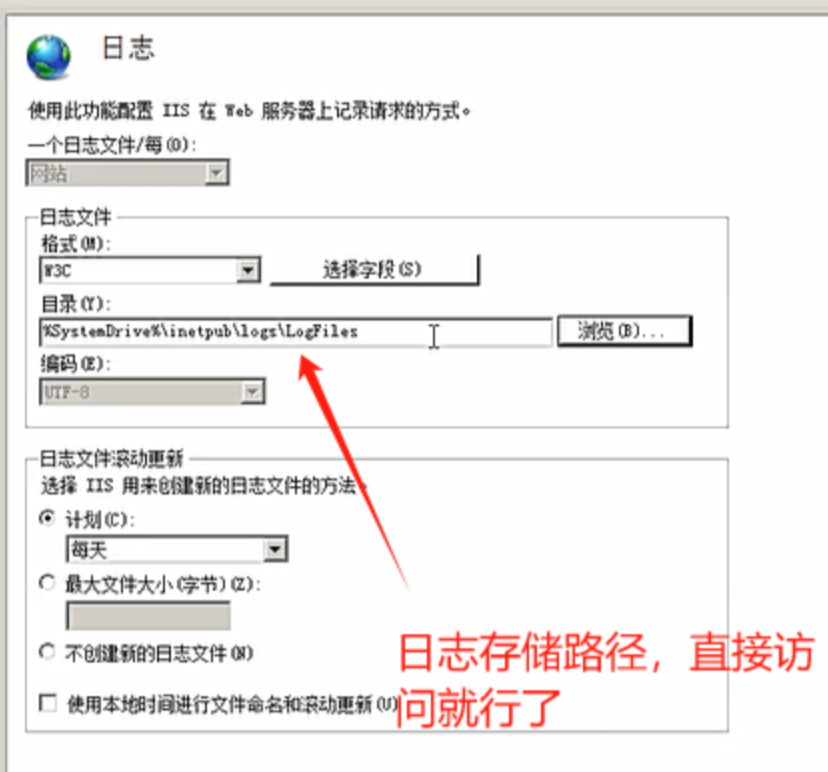 日志
使用此功能配置 IIS 在 Web 服务器上记录请求的方式。
一个日志文件/每(O):
网站
日志文件
格式(M):
W3C
选择字段(S)
目录(Y):
%SystemDrive%\inetpub\logs\LogFiles
浏览(B)...
编码(E):
UTF-8
日志文件滚动更新
选择 IIS 用来创建新的日志文件的方法。
计划(C):
每天
最大文件大小(字节)(Z):
不创建新的日志文件(N)
使用本地时间进行文件命名和滚动更新(U)
日志存储路径，直接访
问就行了